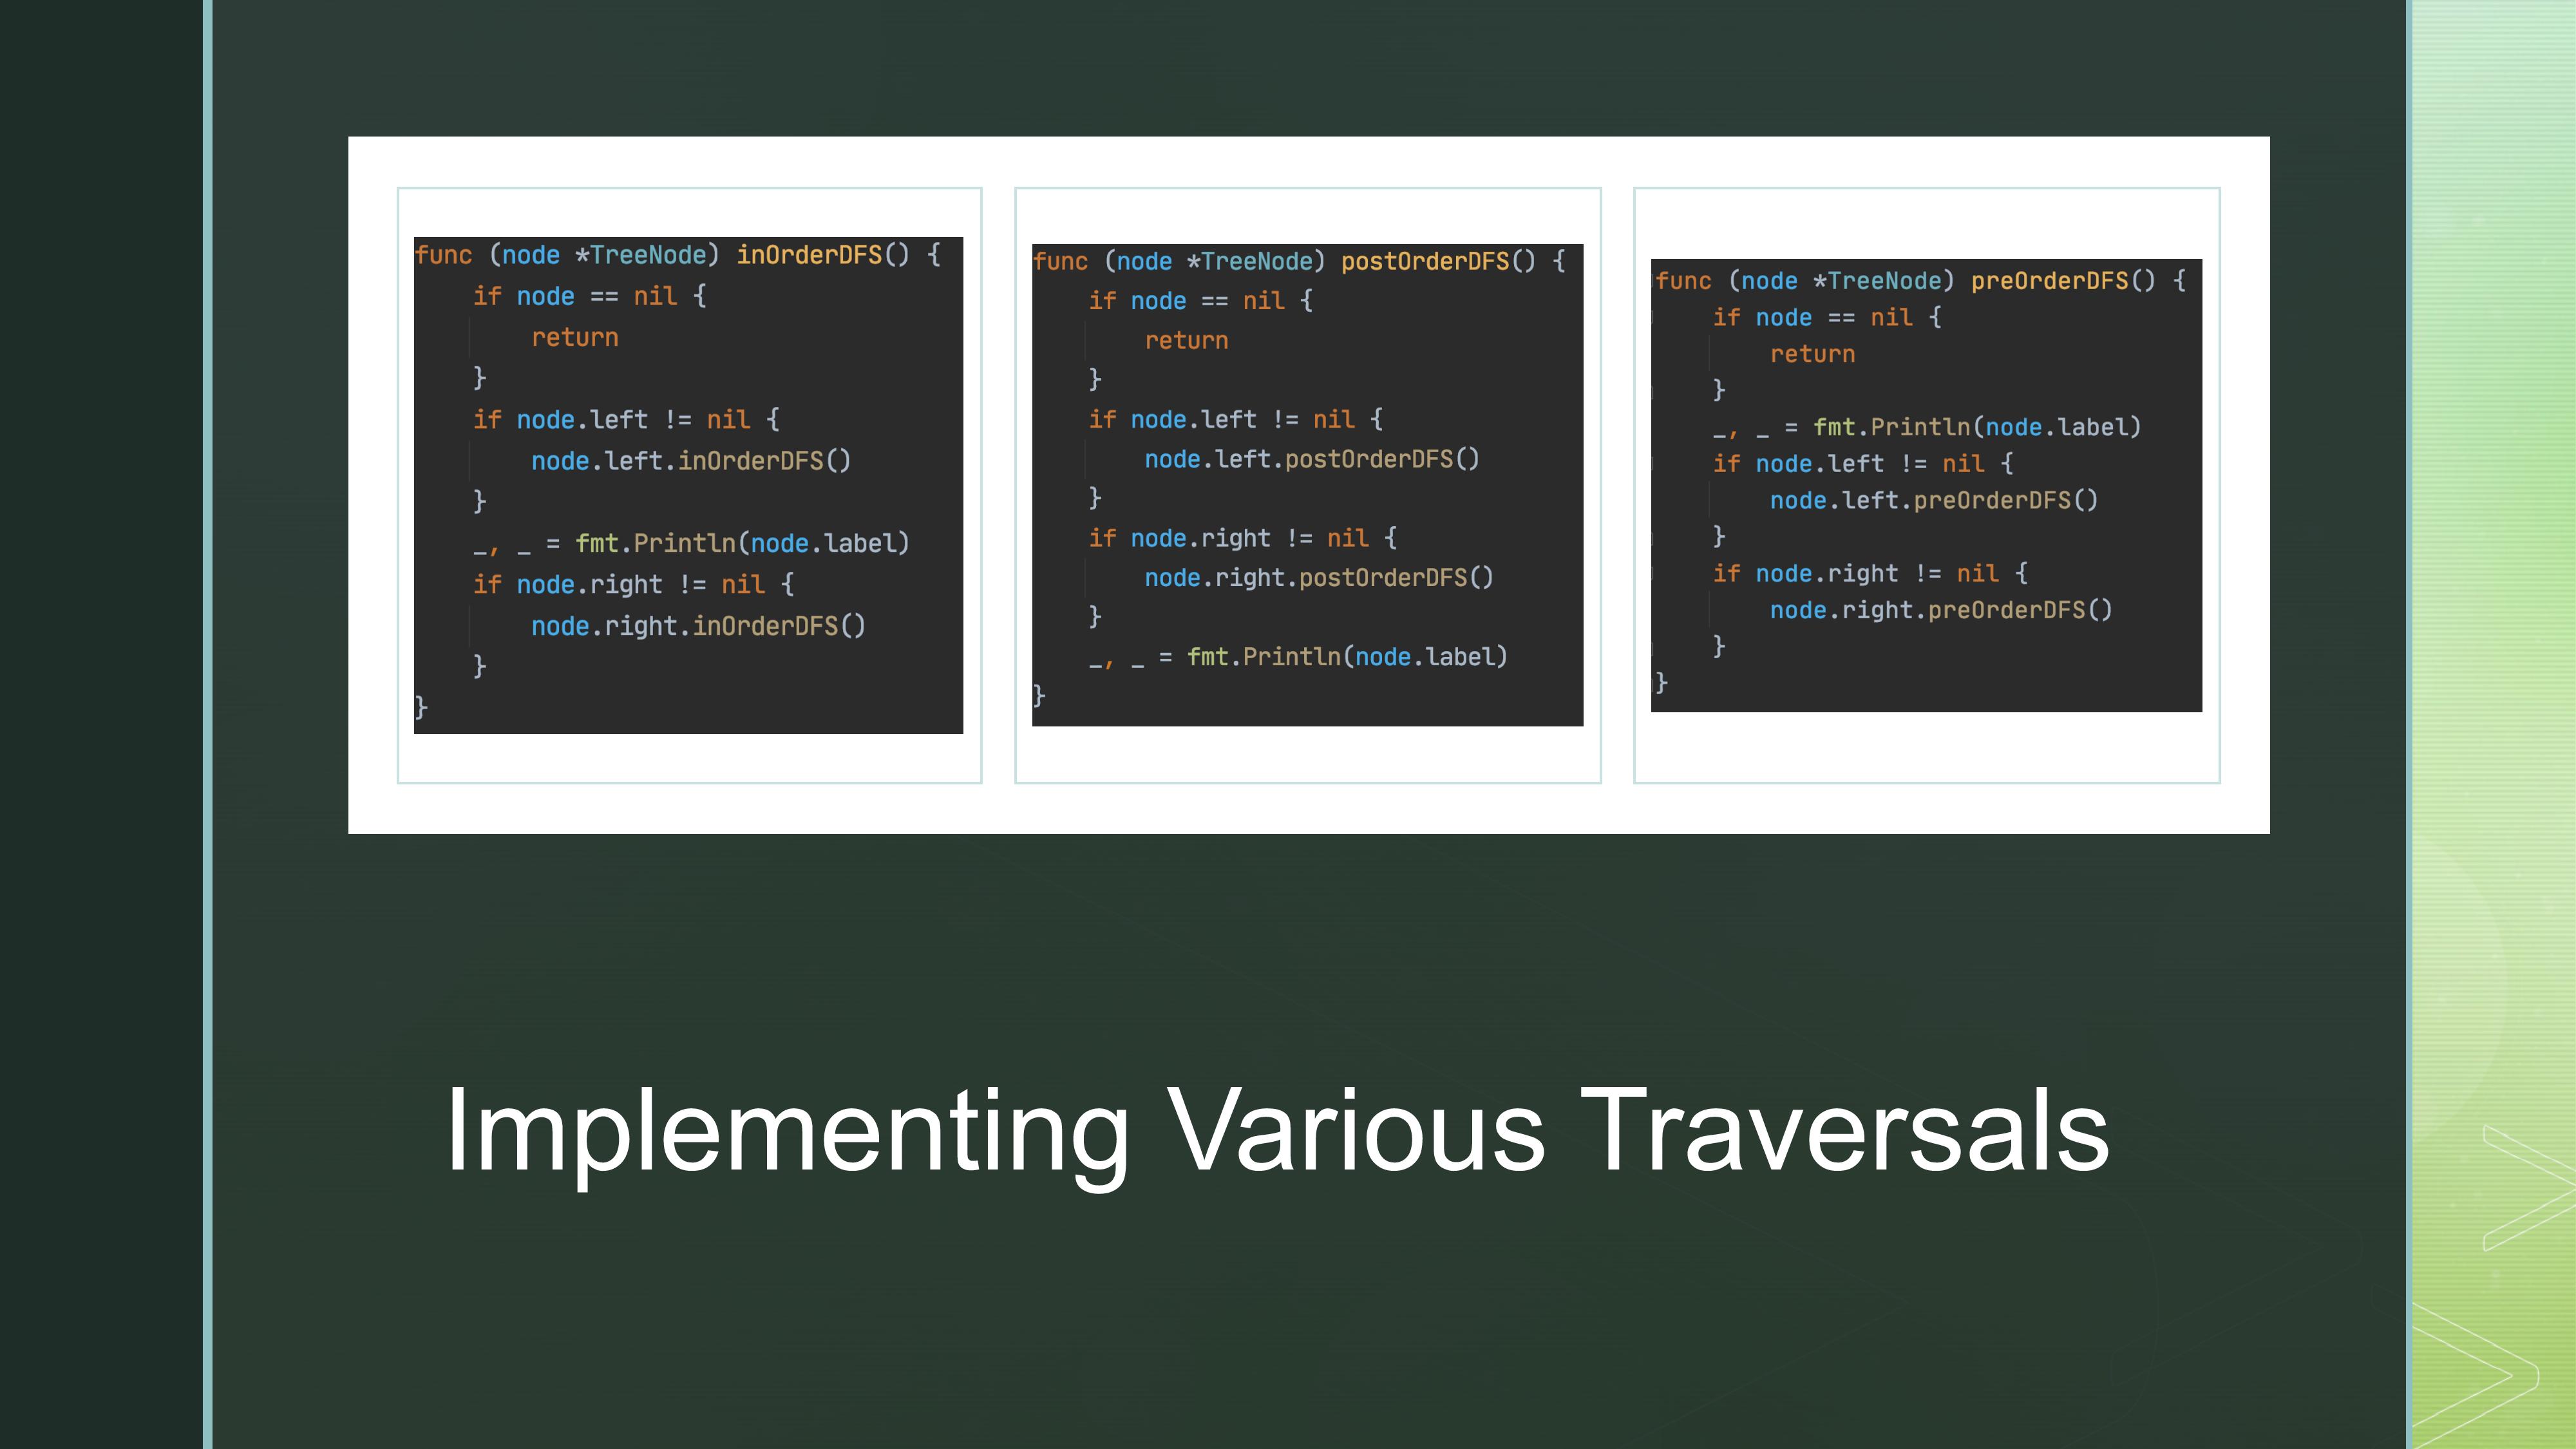 func (node *TreeNode) inOrderDFS() {
    if node == nil {
        return
    }
    if node.left != nil {
        node.left.inOrderDFS()
    }
    _, _ = fmt.Println(node.label)
    if node.right != nil {
        node.right.inOrderDFS()
    }
}
func (node *TreeNode) postOrderDFS() {
    if node == nil {
        return
    }
    if node.left != nil {
        node.left.postOrderDFS()
    }
    if node.right != nil {
        node.right.postOrderDFS()
    }
    _, _ = fmt.Println(node.label)
}
func (node *TreeNode) preOrderDFS() {
    if node == nil {
        return
    }
    _, _ = fmt.Println(node.label)
    if node.left != nil {
        node.left.preOrderDFS()
    }
    if node.right != nil {
        node.right.preOrderDFS()
    }
}
Implementing Various Traversals